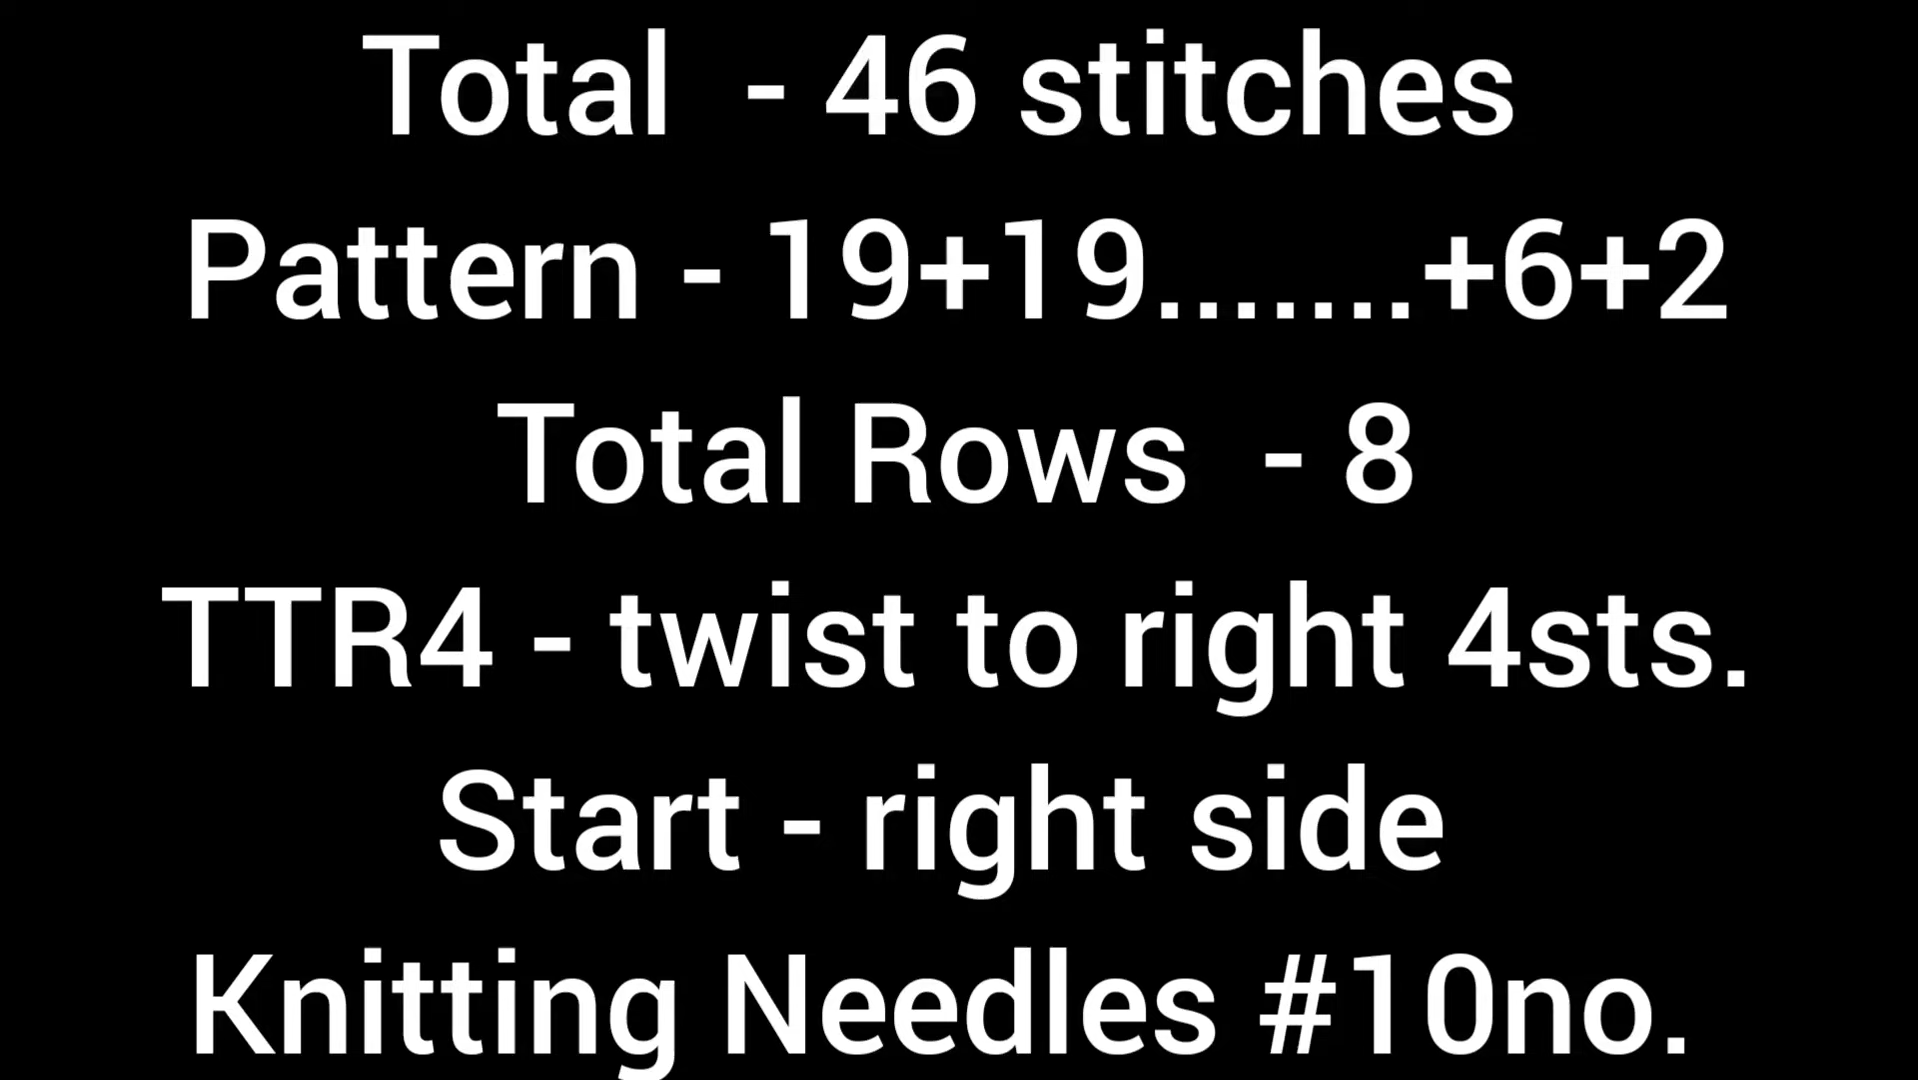 Total - 46 stitches
Pattern - 19+19.......+6+2
Total Rows - 8
TTR4 - twist to right 4sts.
Start - right side
Knitting Needles #10no.